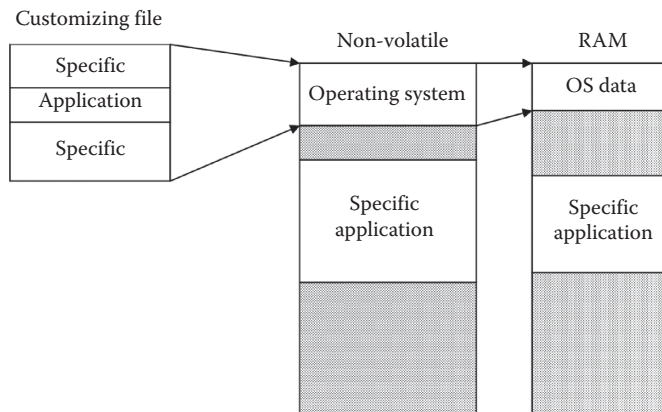 Customizing file
Specific
Application
Specific
Non-volatile
Operating system
Specific
application
RAM
OS data
Specific
application